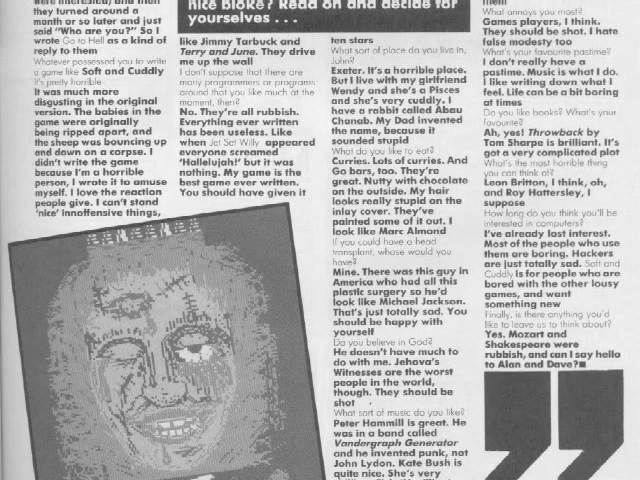 were interested, and then
they turned around a
month or so later and just
said "Who are you?" So I
wrote Go to Hell as a kind of
reply to them
Whatever possessed you to write
a game like Soft and Cuddly
It's pretty horrible
It was much more
disgusting in the original
version. The babies in the
game were originally
being ripped apart, and
the sheep was bouncing up
and down on a corpse. I
didn't write the game
because I'm a horrible
person, I wrote it to amuse
myself. I love the reaction
people give. I can't stand
'nice' innoffensive things,
nice bloke? Read on and decide for
yourselves . . .
like Jimmy Tarbuck and
Terry and June. They drive
me up the wall
I don't suppose that there are
many programmers or programs
around that you like much at the
moment, then?
No. They're all rubbish.
Everything ever written
has been useless. Like
when Jet Set Willy appeared
everyone screamed
'Hallelujah!' but it was
nothing. My game is the
best game ever written.
You should have given it
ten stars
What sort of place do you live in,
John?
Exeter. It's a horrible place.
But I live with my girlfriend
Wendy and she's a Pisces
and she's very cuddly. I
have a rabbit called Abau
Chanab. My Dad invented
the name, because it
sounded stupid
What do you like to eat?
Curries. Lots of curries. And
Go bars, too. They're
great. Nutty with chocolate
on the outside. My hair
looks really stupid on the
inlay cover. They've
painted some of it out. I
look like Marc Almond
If you could have a head
transplant, whose would you
have?
Mine. There was this guy in
America who had all this
plastic surgery so he'd
look like Michael Jackson.
That's just totally sad. You
should be happy with
yourself
Do you believe in God?
He doesn't have much to
do with me. Jehova's
Witnesses are the worst
people in the world,
though. They should be
shot
What sort of music do you like?
Peter Hammill is great. He
was in a band called
Vandergraph Generator
and he invented punk, not
John Lydon. Kate Bush is
quite nice. She's very
them
What annoys you most?
Games players, I think.
They should be shot. I hate
false modesty too
What's your favourite pastime?
I don't really have a
pastime. Music is what I do.
I like writing down what I
feel. Life can be a bit boring
at times
Do you like books? What's your
favourite?
Ah, yes! Throwback by
Tom Sharpe is brilliant. It's
got a very complicated plot
What's the most horrible thing
you can think of?
Leon Britton, I think, oh,
and Roy Hattersley, I
suppose
How long do you think you'll be
interested in computers?
I've already lost interest.
Most of the people who use
them are boring. Hackers
are just totally sad. Soft and
Cuddly is for people who are
bored with the other lousy
games, and want
something new
Finally, is there anything you'd
like to leave us to think about?
Yes. Mozart and
Shakespeare were
rubbish, and can I say hello
to Alan and Dave?■